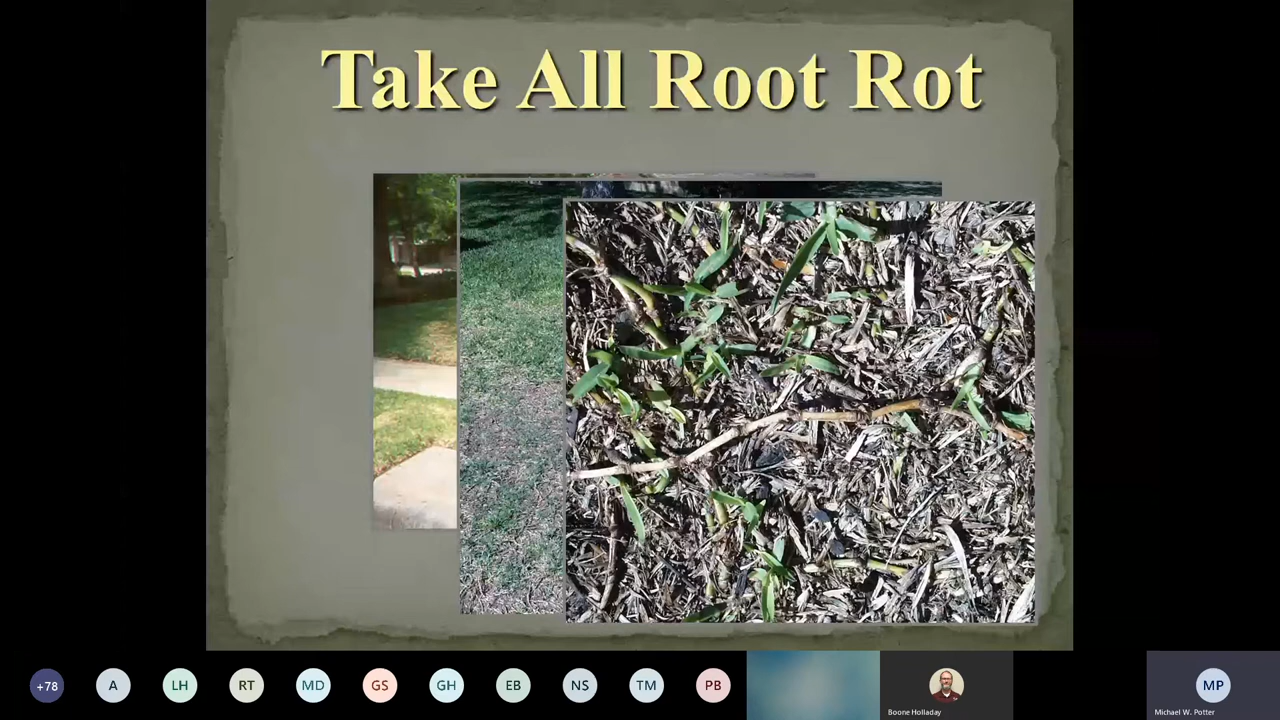 Take All Root Rot
+78
A
LH
RT
MD
GS
GH
EB
NS
TM
PB
Boone Holladay
MP
Michael W. Potter